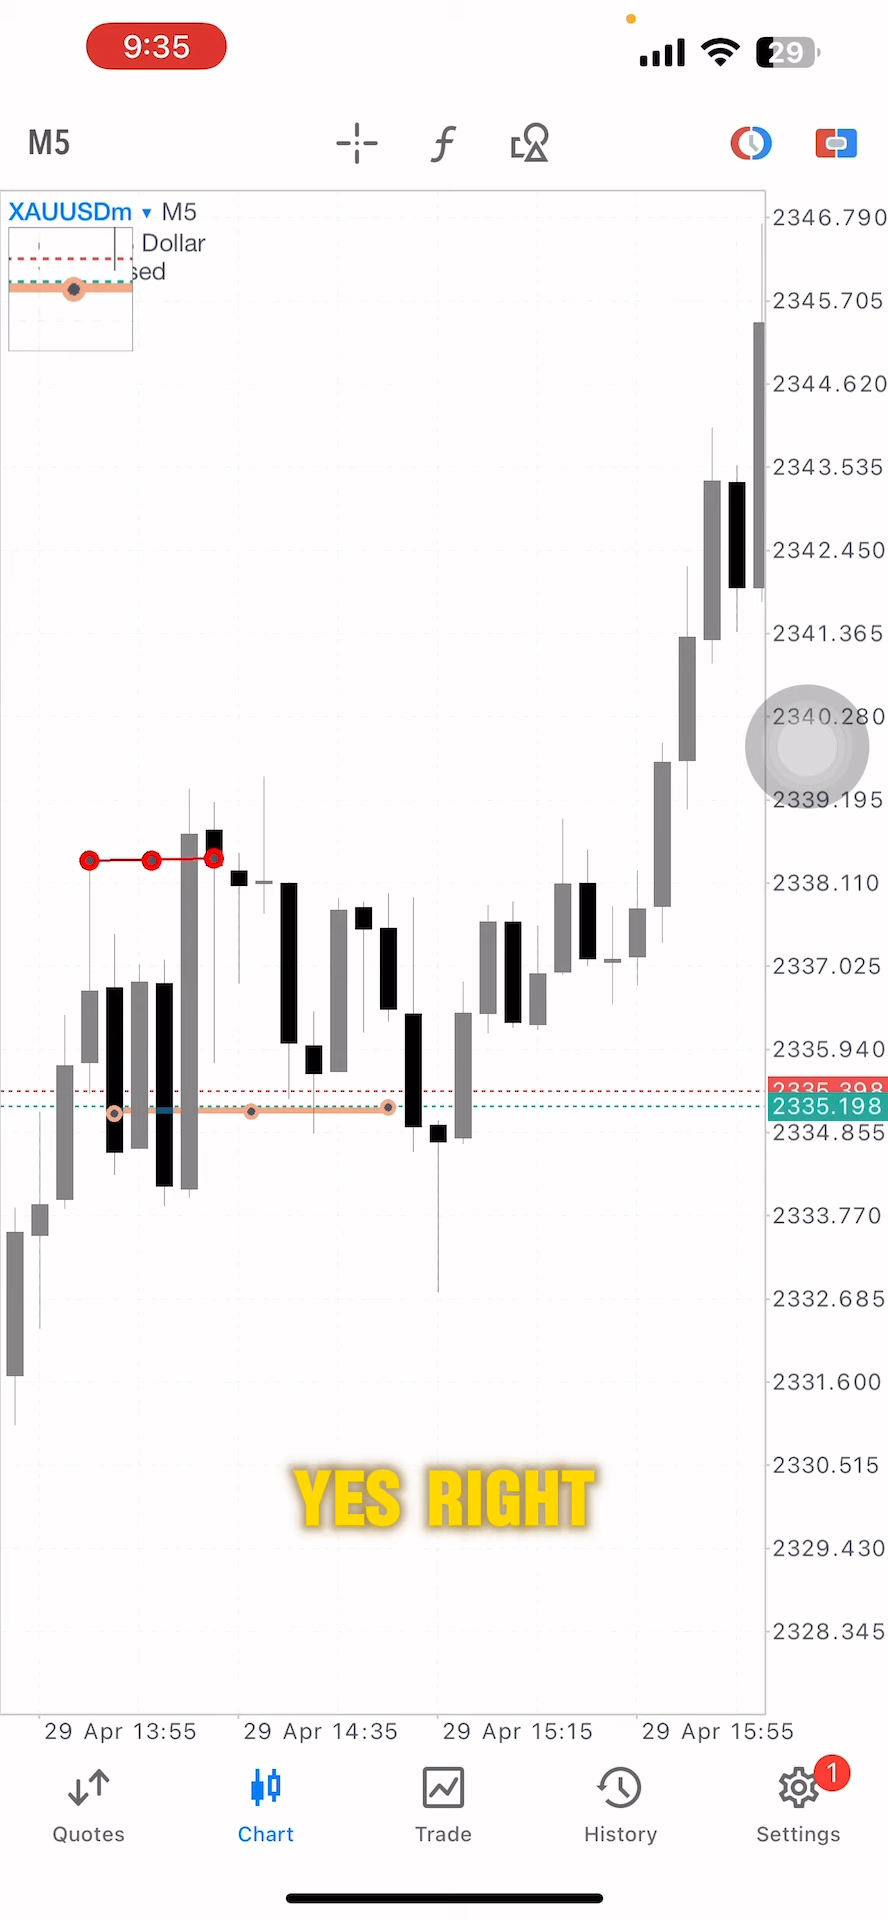 9:35
29
M5
f
XAUUSDm ▾ M5
Dollar
sed
2346.790
2345.705
2344.620
2343.535
2342.450
2341.365
2340.280
2339.195
2338.110
2337.025
2335.940
2335.398
2335.198
2334.855
2333.770
2332.685
2331.600
2330.515
YES RIGHT
2329.430
2328.345
29 Apr 13:55 29 Apr 14:35 29 Apr 15:15 29 Apr 15:55
1
Quotes Chart Trade History Settings